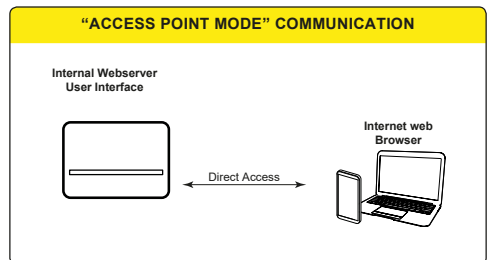 “ACCESS POINT MODE” COMMUNICATION
Internal Webserver
User Interface
Internet web
Browser
Direct Access